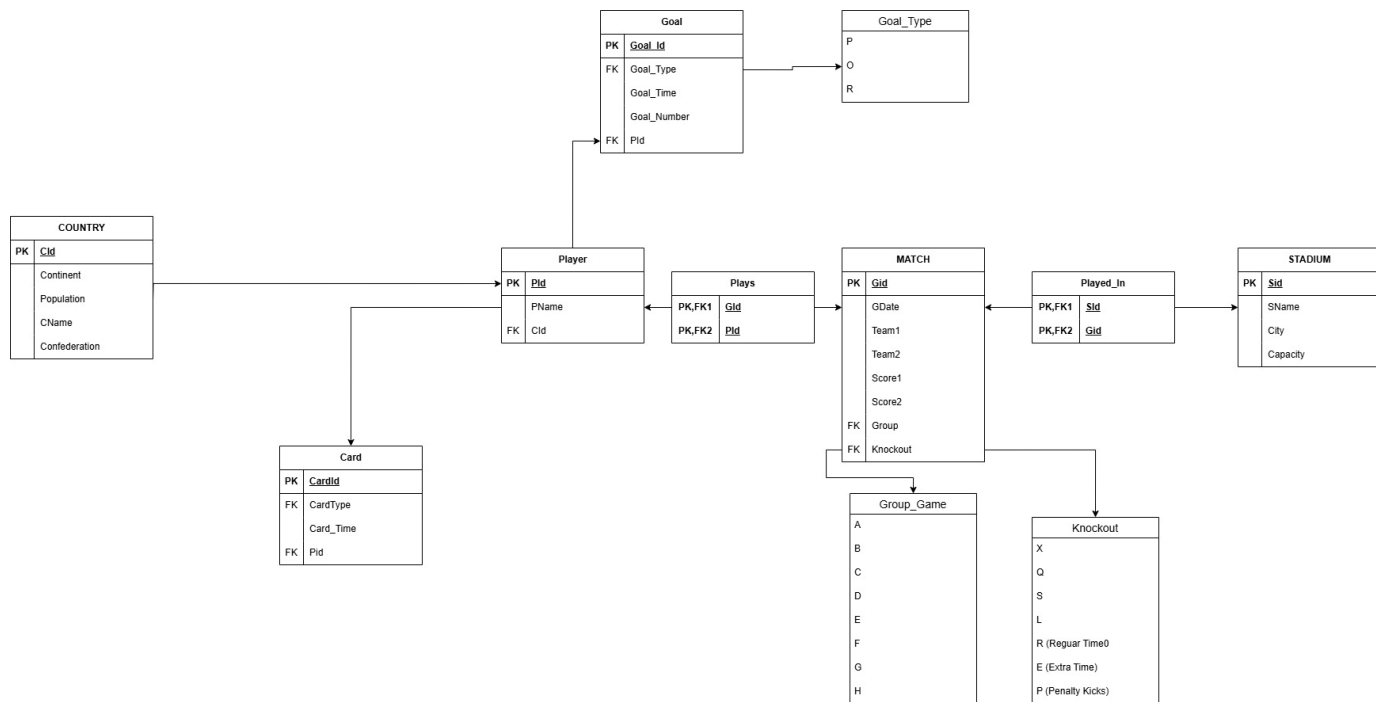 Goal
PK Goal_Id
FK Goal_Type
Goal_Time
Goal_Number
FK PId
Goal_Type
P
O
R
COUNTRY
PK CId
Continent
Population
CName
Confederation
Player
PK PId
PName
FK CId
Plays
PK,FK1 GId
PK,FK2 PId
MATCH
PK Gid
GDate
Team1
Team2
Score1
Score2
FK Group
FK Knockout
Played_In
PK,FK1 SId
PK,FK2 Gid
STADIUM
PK Sid
SName
City
Capacity
Card
PK CardId
FK CardType
Card_Time
FK Pid
Group_Game
A
B
C
D
E
F
G
H
Knockout
X
Q
S
L
R (Reguar Time0
E (Extra Time)
P (Penalty Kicks)